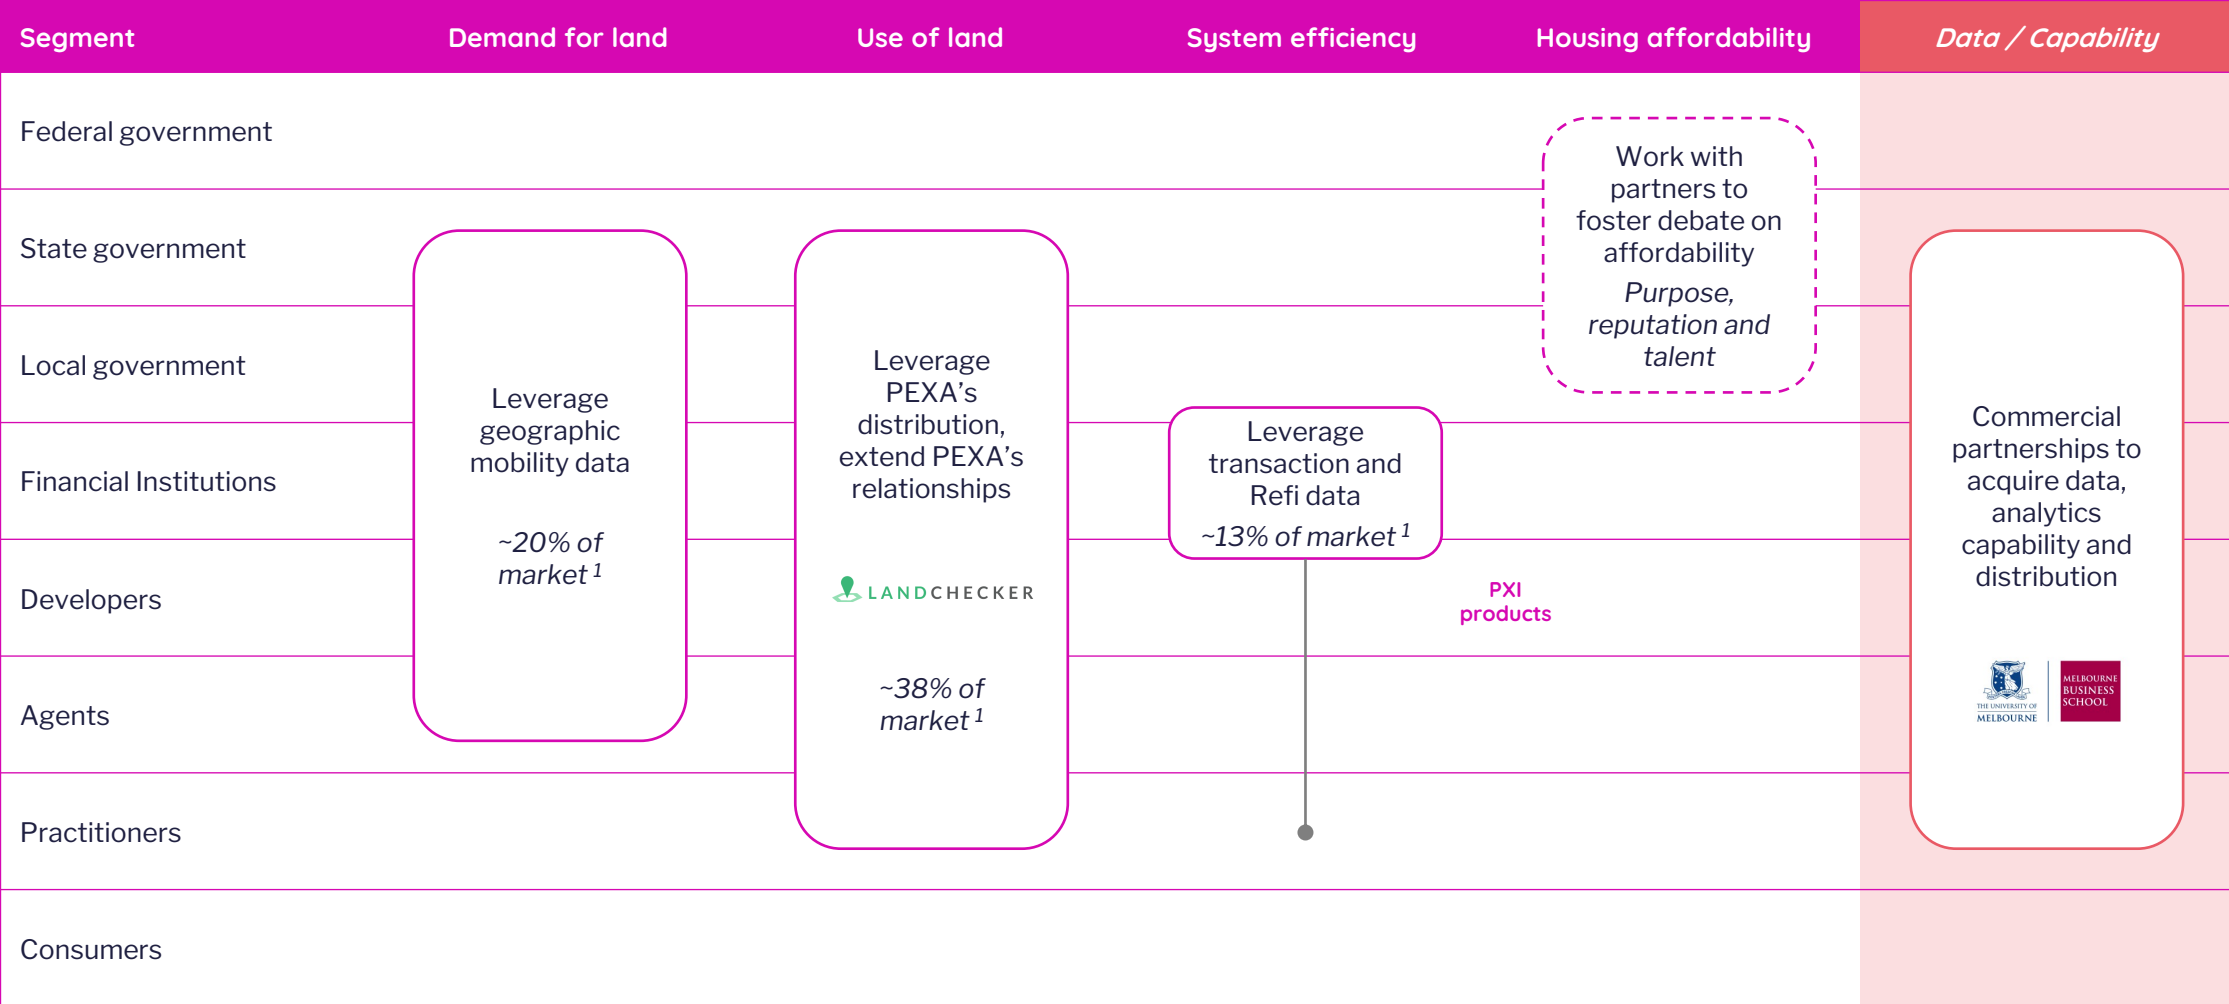 Segment Demand for land Use of land System efficiency Housing affordability Data / Capability
Federal government
State government
Local government
Financial Institutions
Developers
Agents
Practitioners
Consumers
Leverage
geographic
mobility data
~20% of
market 1
Leverage
PEXA’s
distribution,
extend PEXA’s
relationships
LANDCHECKER
~38% of
market 1
Leverage
transaction and
Refi data
~13% of market 1
PXI
products
Work with
partners to
foster debate on
affordability
Purpose,
reputation and
talent
Commercial
partnerships to
acquire data,
analytics
capability and
distribution
THE UNIVERSITY OF
MELBOURNE
MELBOURNE
BUSINESS
SCHOOL